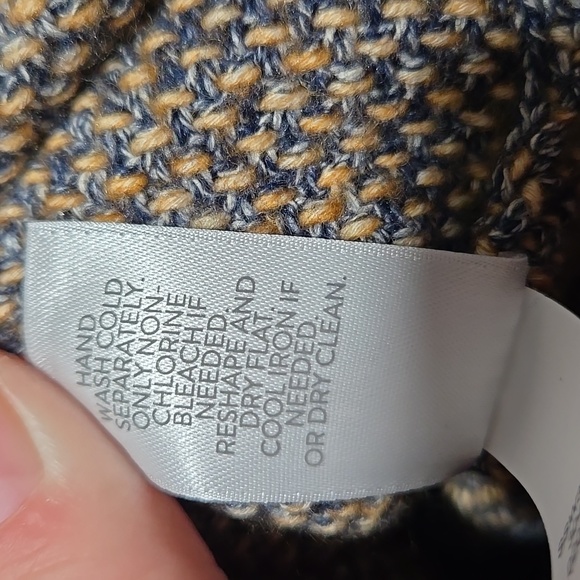 HAND
WASH COLD
SEPARATELY.
ONLY NON-
CHLORINE
BLEACH IF
NEEDED.
RESHAPE AND
DRY FLAT.
COOL IRON IF
NEEDED.
OR DRY CLEAN.